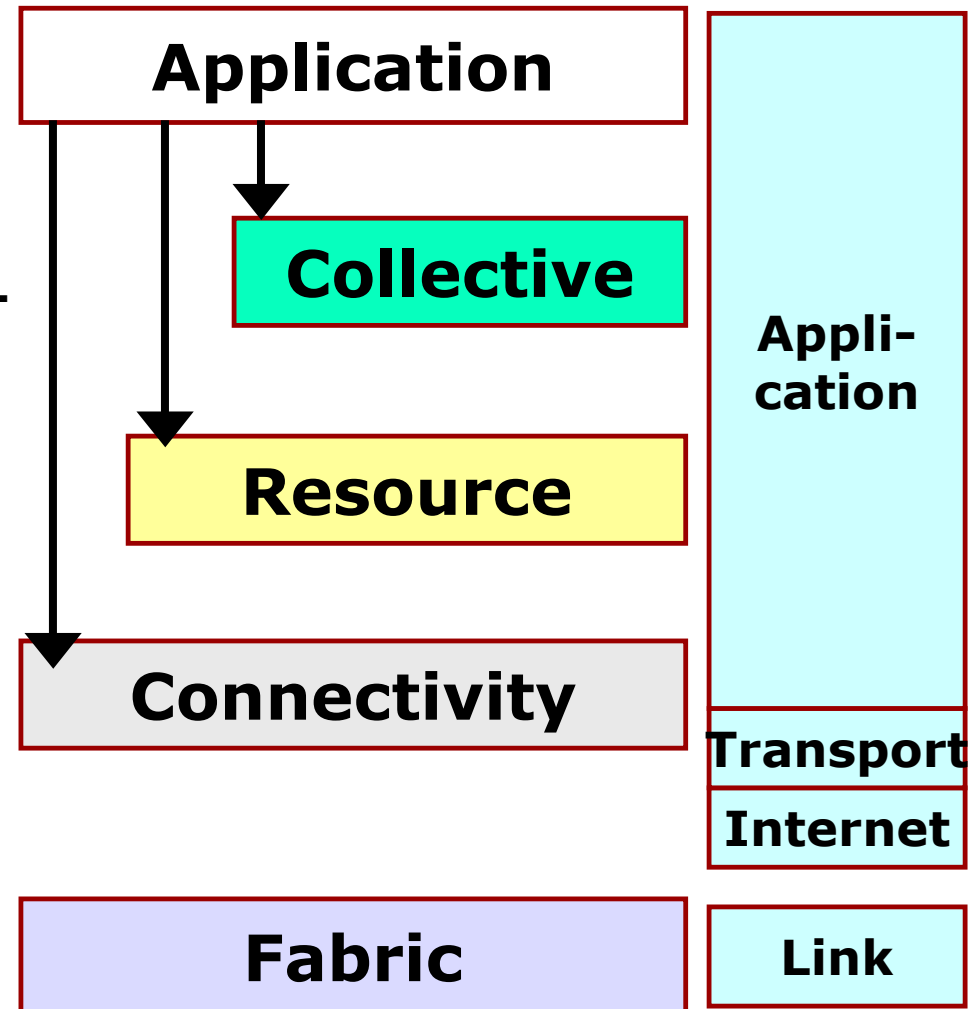 Application
Collective
Resource
Connectivity
Fabric
Appli-
cation
Transport
Internet
Link